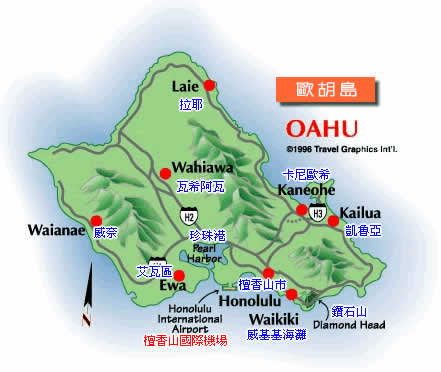 Laie
拉耶
歐胡島
OAHU
©1996 Travel Graphics Int'l.
Wahiawa
瓦希阿瓦
卡尼歐希
Kaneohe
H3
Kailua
凱魯亞
Waianae
威奈
H2
珍珠港
Pearl
Harbor
艾瓦區
Ewa
檀香山市
Honolulu
Honolulu
International
Airport
檀香山國際機場
Waikiki
威基基海灘
鑽石山
Diamond Head
N